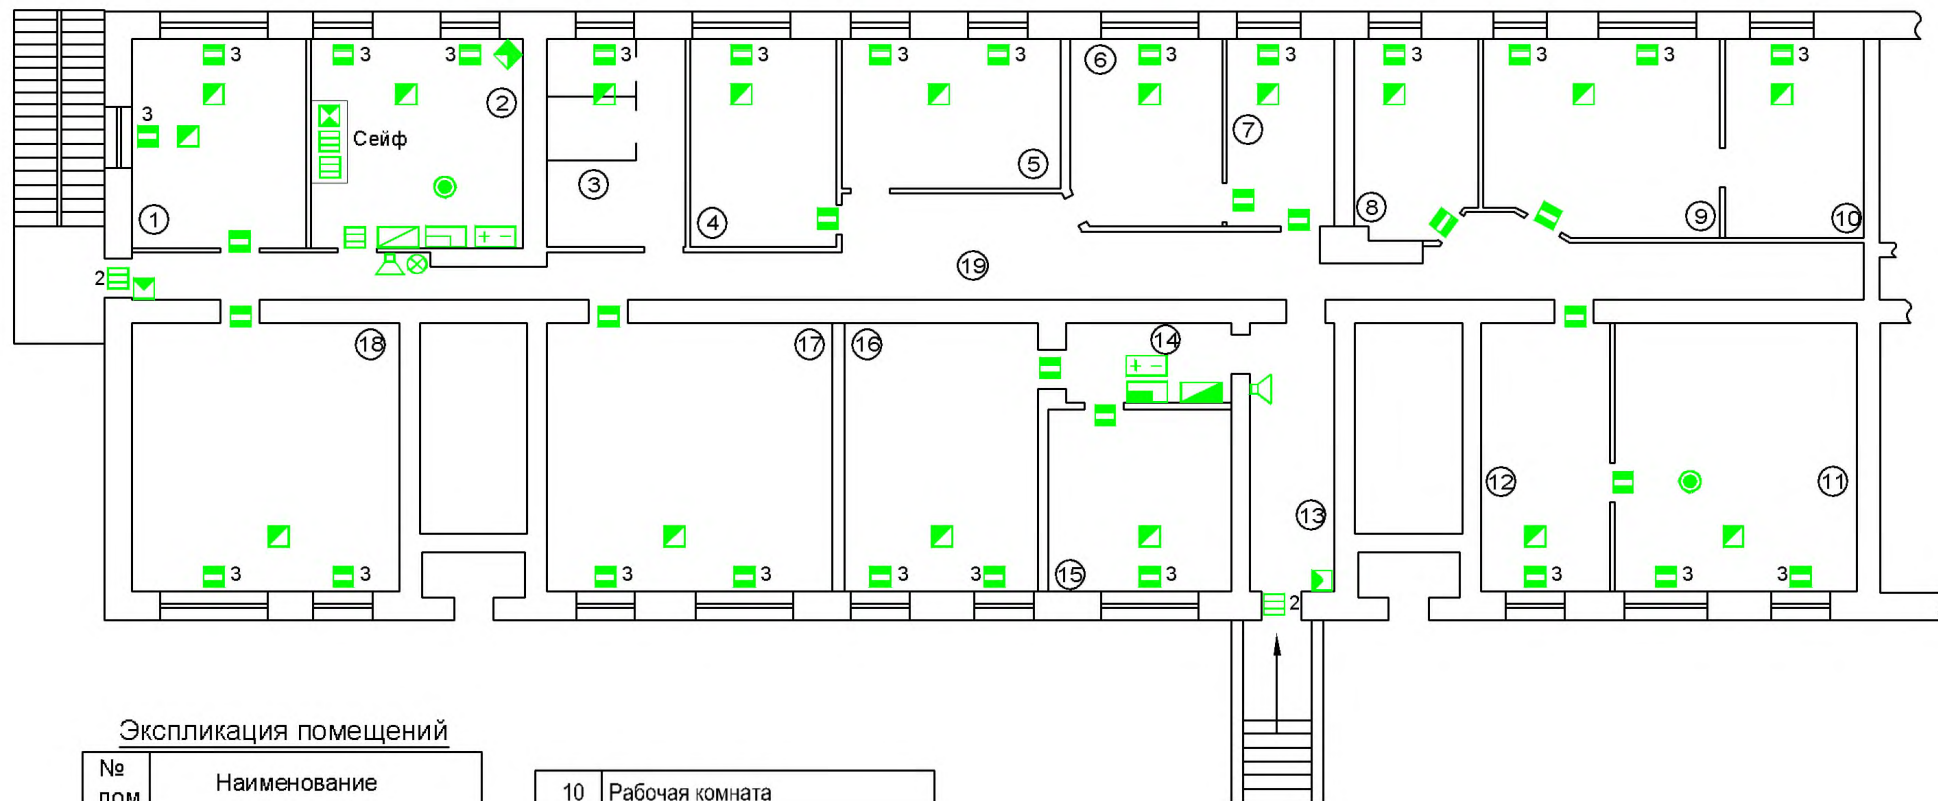 3 3 3 3 3 3 3 3 3 3 3 3 3
6
2
3
7
Сейф
5
3
1 4 8 9 10
+ -
19
2
18 17 16 14
+ -
12 11
13
3 3 3 3 3 3 15 3 3 3 3
2
Экспликация помещений
№ Наименование
пом
10 Рабочая комната